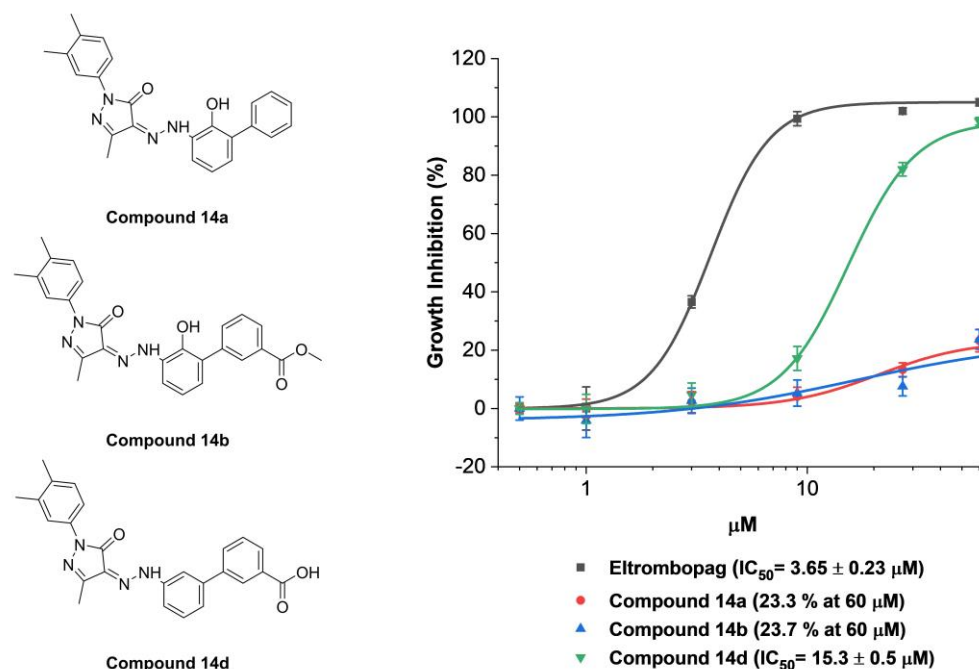 N
N
O
N
NH
OH
Compound 14a
N
N
O
N
NH
OH
O
O
Compound 14b
N
N
O
N
NH
OH
O
Compound 14d
Growth Inhibition (%)
120
100
80
60
40
20
0
-20
1
10
μM
Eltrombopag (IC50= 3.65 ± 0.23 μM)
Compound 14a (23.3 % at 60 μM)
Compound 14b (23.7 % at 60 μM)
Compound 14d (IC50= 15.3 ± 0.5 μM)